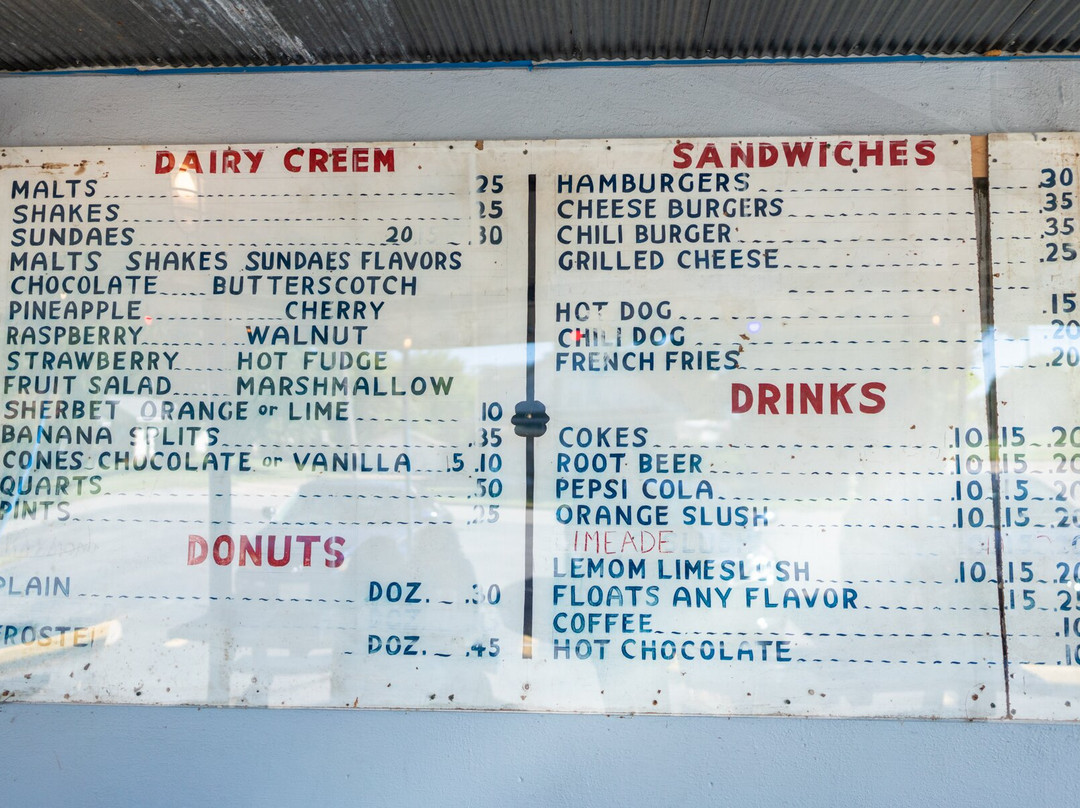 DAIRY CREEM
MALTS 25
SHAKES 25
SUNDAES 20 .30
MALTS SHAKES SUNDAES FLAVORS
CHOCOLATE BUTTERSCOTCH
PINEAPPLE CHERRY
RASPBERRY WALNUT
STRAWBERRY HOT FUDGE
FRUIT SALAD MARSHMALLOW
SHERBET ORANGE or LIME 10
BANANA SPLITS .35
CONES CHUCOLATE or VANILLA .5 .10
QUARTS .50
PINTS .25
DONUTS
PLAIN DOZ. .30
FROSTE DOZ. .45
SANDWICHES
HAMBURGERS .30
CHEESE BURGERS .35
CHILI BURGER .35
GRILLED CHEESE .25
HOT DOG .15
CHILI DOG .20
FRENCH FRIES .20
DRINKS
COKES .10 15 .20
ROOT BEER .10 15 .20
PEPSI COLA .10 15 .20
ORANGE SLUSH .10 15 .20
IMEADE
LEMOM LIME SLUSH .10 15 .20
FLOATS ANY FLAVOR .15 .25
COFFEE .10
HOT CHOCOLATE .10